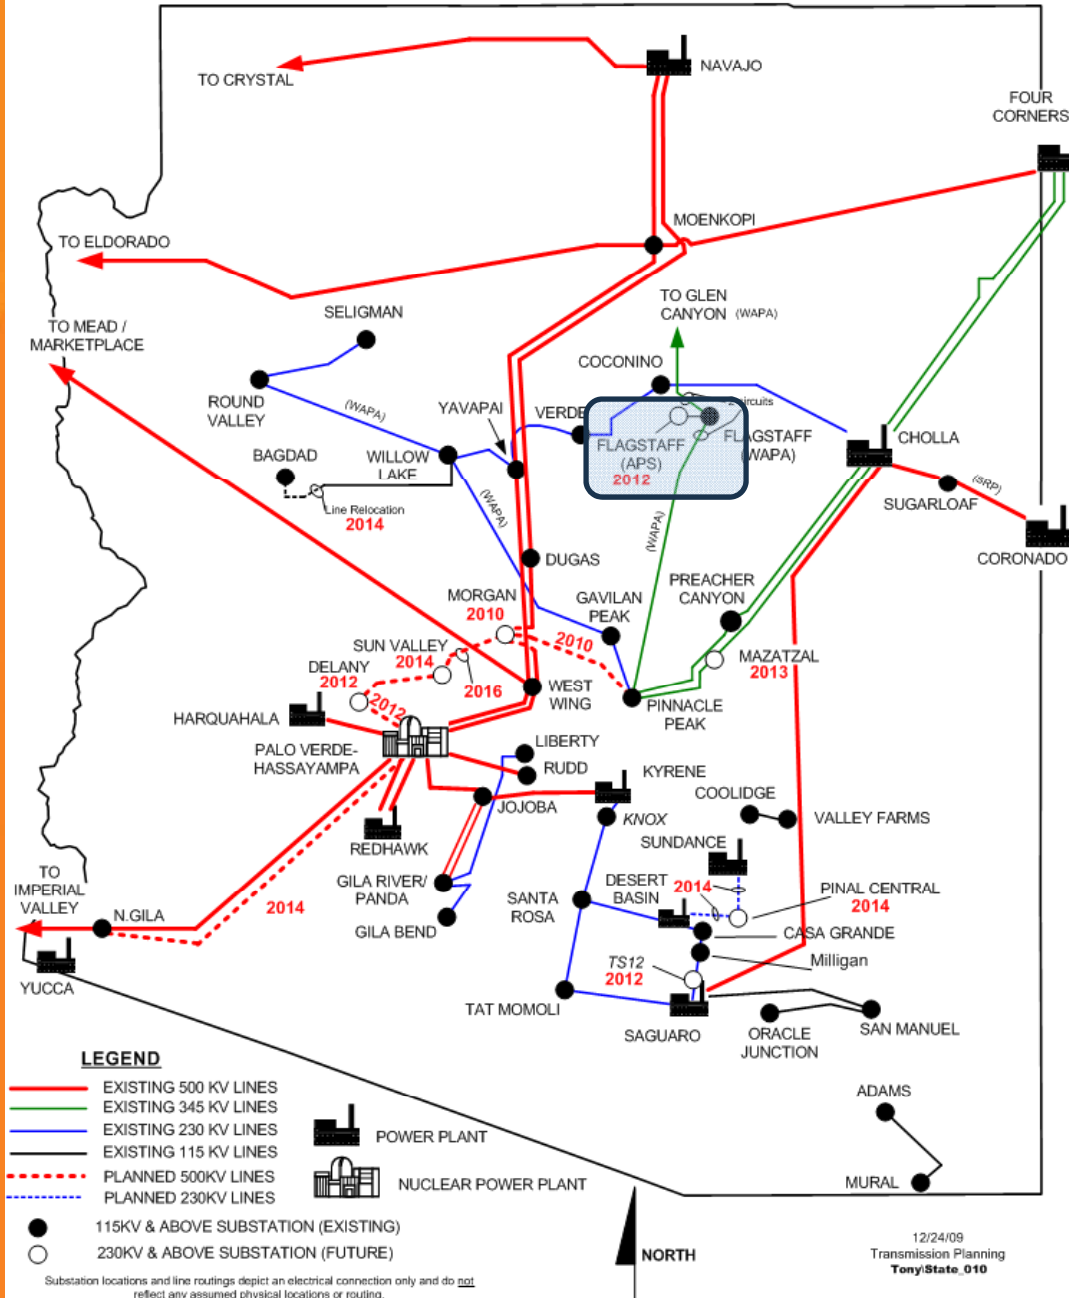 NAVAJO
TO CRYSTAL
FOUR
CORNERS
MOENKOPI
TO ELDORADO
TO GLEN
CANYON (WAPA)
SELIGMAN
TO MEAD /
MARKETPLACE
COCONINO
ROUND
VALLEY
(WAPA)
YAVAPAI
VERDE
FLAGSTAFF
(APS)
2012
FLAGSTAFF
(WAPA)
CHOLLA
BAGDAD
WILLOW
LAKE
Line Relocation
2014
(WAPA)
(WAPA)
(SRP)
SUGARLOAF
CORONADO
DUGAS
PREACHER
CANYON
MORGAN
2010
GAVILAN
PEAK
2010
SUN VALLEY
2014
2016
MAZATZAL
2013
DELANY
2012
2012
WEST
WING
PINNACLE
PEAK
HARQUAHALA
PALO VERDE-
HASSAYAMPA
LIBERTY
RUDD
KYRENE
JOJOBA
KNOX
COOLIDGE
VALLEY FARMS
REDHAWK
SUNDANCE
GILA RIVER/
PANDA
DESERT
BASIN
2014
PINAL CENTRAL
2014
TO
IMPERIAL
VALLEY
2014
SANTA
ROSA
N.GILA
GILA BEND
CASA GRANDE
Milligan
TS12
2012
YUCCA
TAT MOMOLI
SAGUARO
ORACLE
JUNCTION
SAN MANUEL
ADAMS
MURAL
LEGEND
EXISTING 500 KV LINES
EXISTING 345 KV LINES
EXISTING 230 KV LINES
EXISTING 115 KV LINES
PLANNED 500KV LINES
PLANNED 230KV LINES
POWER PLANT
NUCLEAR POWER PLANT
115KV & ABOVE SUBSTATION (EXISTING)
230KV & ABOVE SUBSTATION (FUTURE)
Substation locations and line routings depict an electrical connection only and do not
reflect any assumed physical locations or routing.
NORTH
12/24/09
Transmission Planning
Tony\State_010